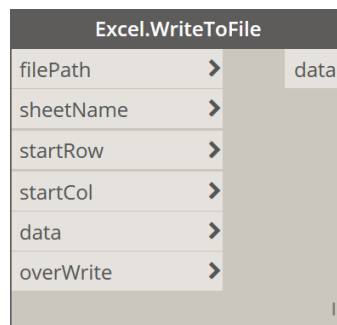 Excel.WriteToFile
filePath
data
sheetName
startRow
startCol
data
overWrite